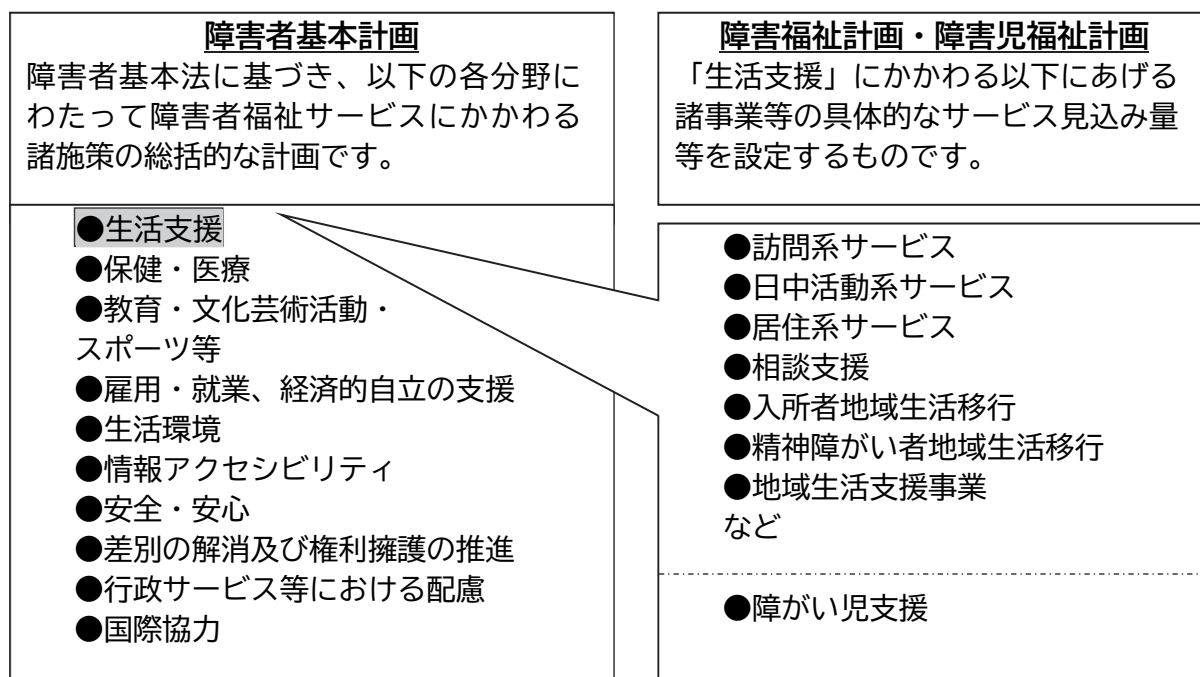 障害者基本計画
障害者基本法に基づき、以下の各分野に
わたって障害者福祉サービスにかかわる
諸施策の総括的な計画です。
●生活支援
●保健・医療
●教育・文化芸術活動・
スポーツ等
●雇用・就業、経済的自立の支援
●生活環境
●情報アクセシビリティ
●安全・安心
●差別の解消及び権利擁護の推進
●行政サービス等における配慮
●国際協力
障害福祉計画・障害児福祉計画
「生活支援」にかかわる以下にあげる
諸事業等の具体的なサービス見込み量
等を設定するものです。
●訪問系サービス
●日中活動系サービス
●居住系サービス
●相談支援
●入所者地域生活移行
●精神障がい者地域生活移行
●地域生活支援事業
など
●障がい児支援